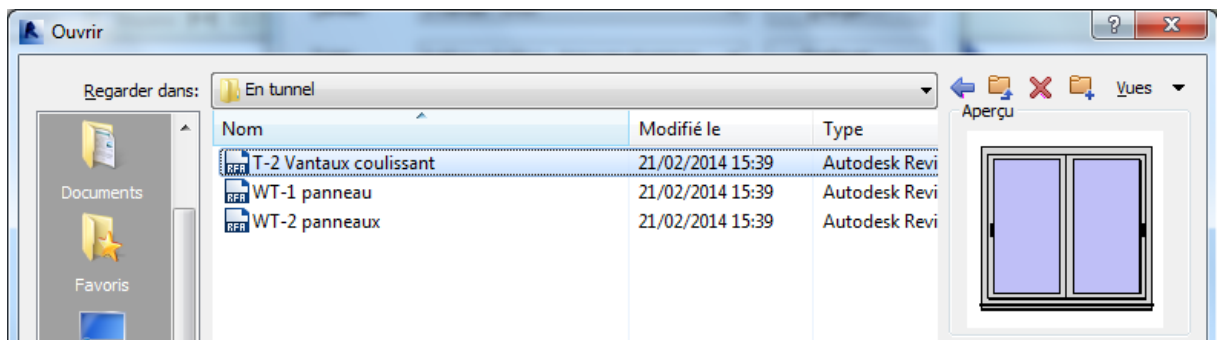 Ouvrir
Regarder dans: En tunnel Vues
Aperçu
Nom Modifié le Type
T-2 Vantaux coulissant 21/02/2014 15:39 Autodesk Revi
WT-1 panneau 21/02/2014 15:39 Autodesk Revi
WT-2 panneaux 21/02/2014 15:39 Autodesk Revi
Documents
Favoris